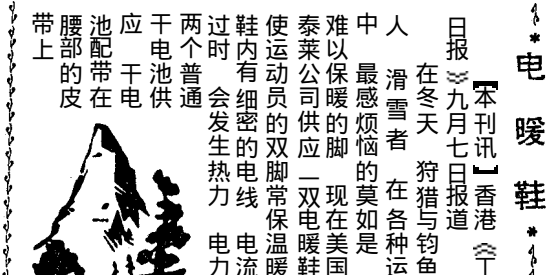 *电暖鞋*
【本刊讯】香港《
日报》九月七日报道
在冬天 狩猎与钓鱼
人 滑雪者 在各种运
中 最感烦恼的莫如是
难以保暖的脚 现在美国
泰莱公司供应一双电暖鞋
使运动员的双脚常保温暖
鞋内有细密的电线 电流
过时 会发生热力 电力
两个普通
干电池供
应 干电
池配带在
腰部的皮
带上